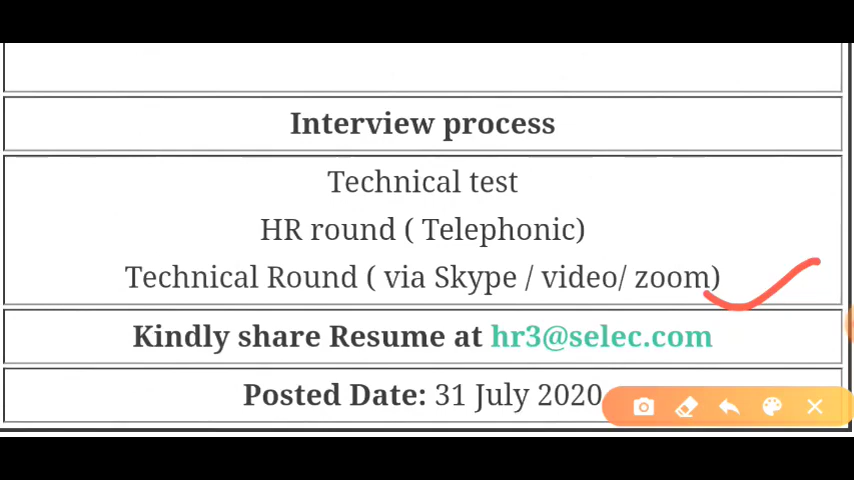 Interview process
Technical test
HR round ( Telephonic)
Technical Round ( via Skype / video/ zoom)
Kindly share Resume at hr3@selec.com
Posted Date: 31 July 2020